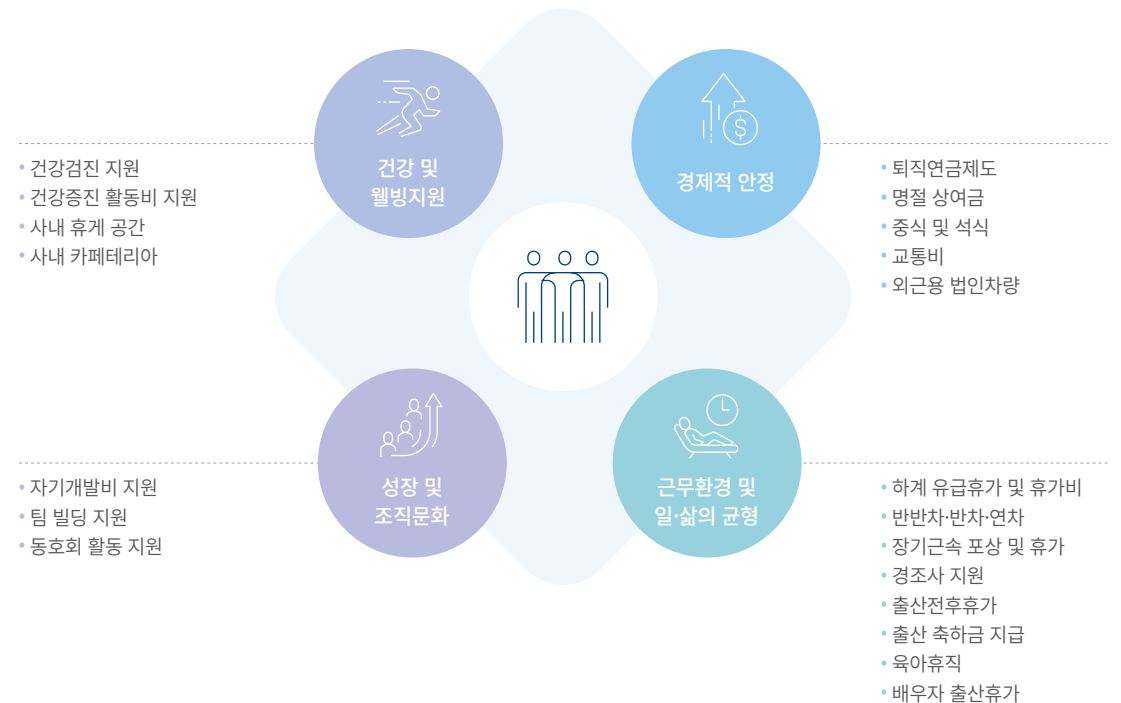 건강 및
웰빙지원
• 건강검진 지원
• 건강증진 활동비 지원
• 사내 휴게 공간
• 사내 카페테리아
$
경제적 안정
• 퇴직연금제도
• 명절 상여금
• 중식 및 석식
• 교통비
• 외근용 법인차량
성장 및
조직문화
• 자기개발비 지원
• 팀 빌딩 지원
• 동호회 활동 지원
근무환경 및
일·삶의 균형
• 하계 유급휴가 및 휴가비
• 반반차·반차·연차
• 장기근속 포상 및 휴가
• 경조사 지원
• 출산전후휴가
• 출산 축하금 지급
• 육아휴직
• 배우자 출산휴가